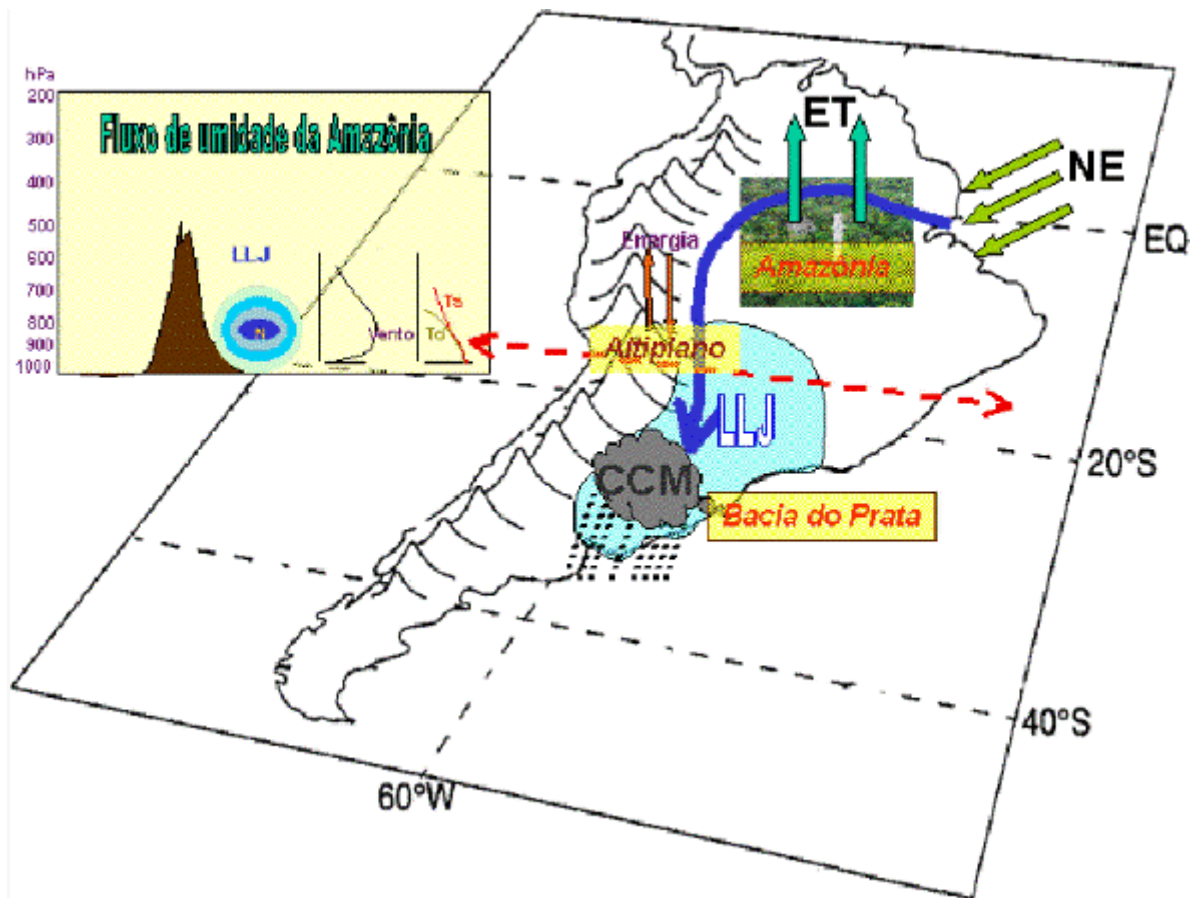 hPa
200
300
400
500
600
700
800
900
1000
Fluxo de umidade da Amazônia
LLJ
N
Vento
Ts
Td
ET
NE
EQ
Energia
Amazônia
Altiplano
LLJ
CCM
Bacia do Prata
20°S
40°S
60°W